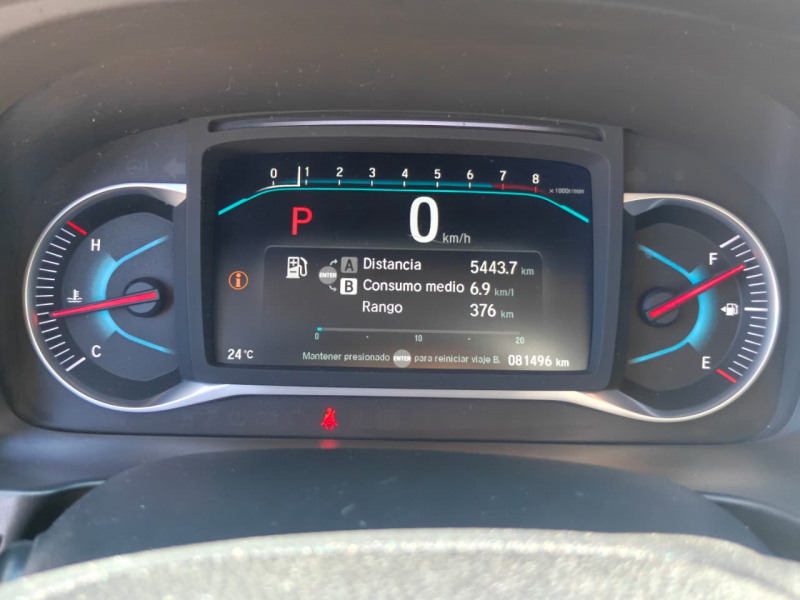 0 1 2 3 4 5 6 7 8 x1000r/min
P 0 km/h
A Distancia 5443.7 km
ENTER
B Consumo medio 6.9 km/l
Rango 376 km
0 10 20
24°C
Mantener presionado ENTER para reiniciar viaje B. 081496 km
H
C
F
E